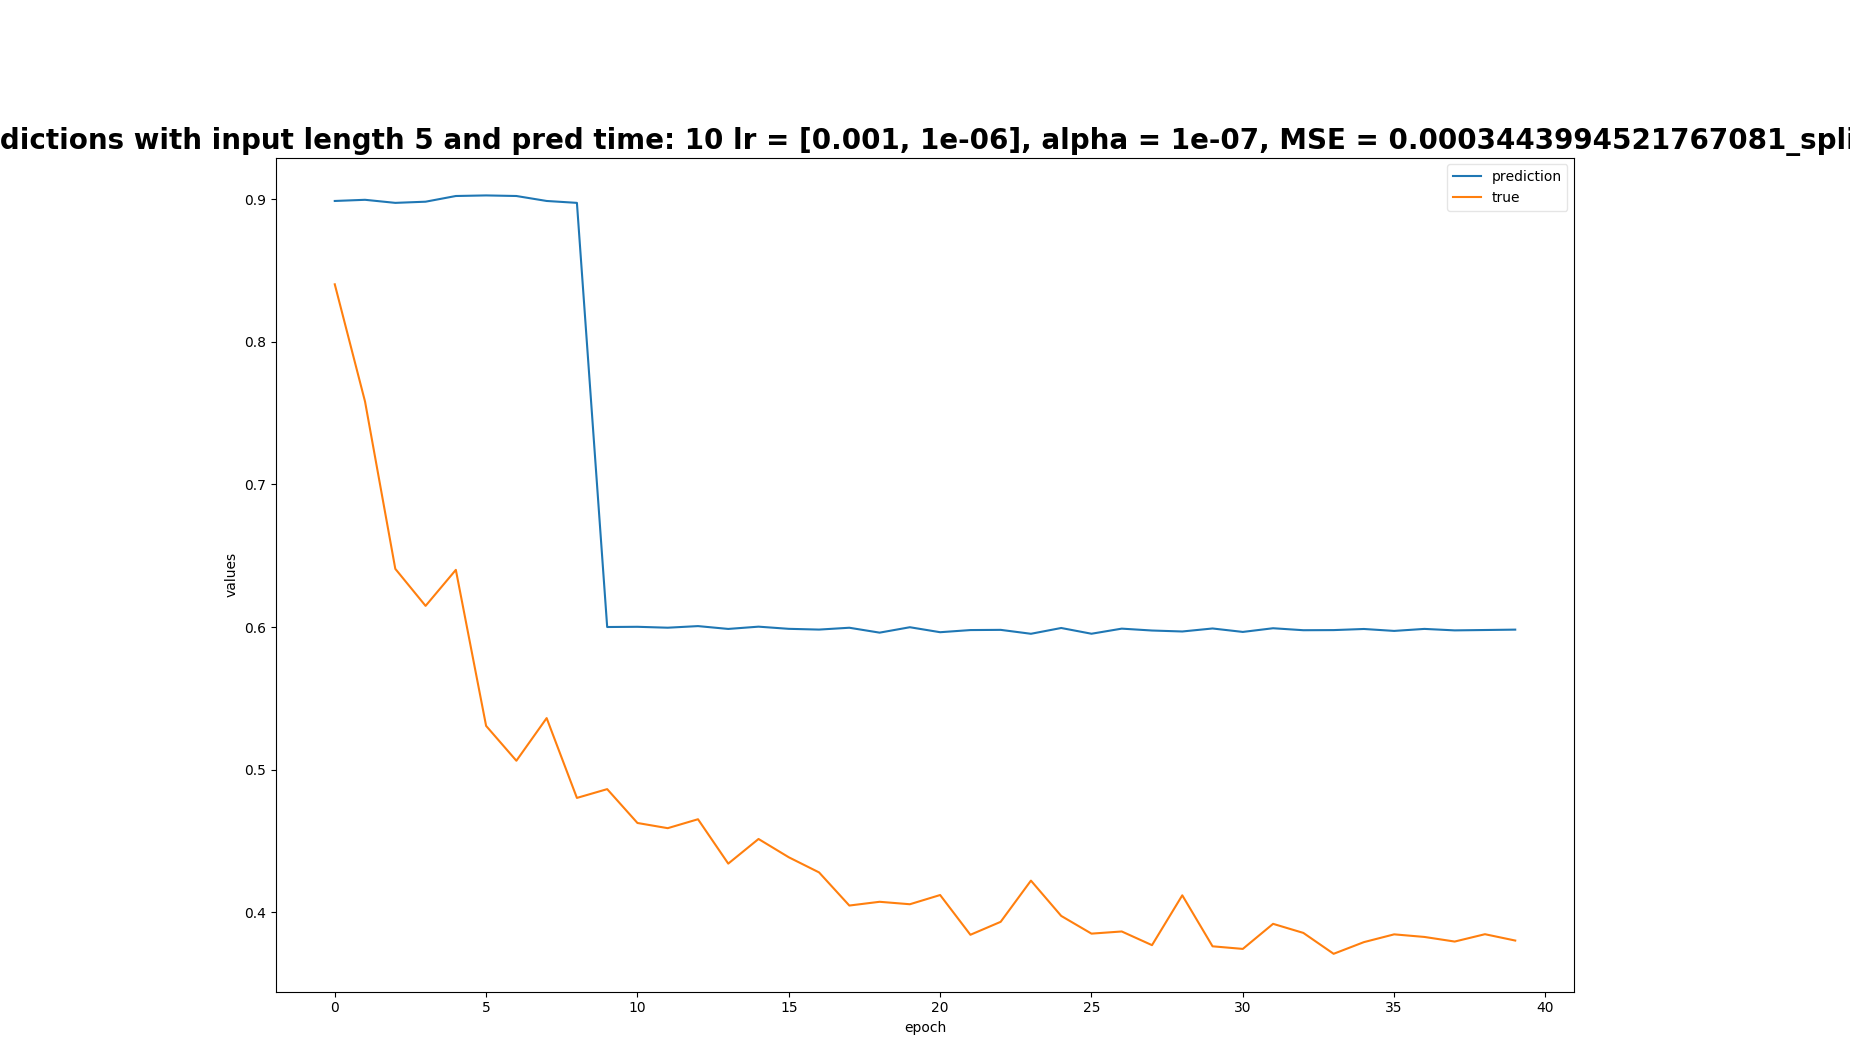 dictions with input length 5 and pred time: 10 lr = [0.001, 1e-06], alpha = 1e-07, MSE = 0.0003443994521767081_spli
prediction
true
0.9
0.8
0.7
0.6
0.5
0.4
values
0 5 10 15 20 25 30 35 40
epoch